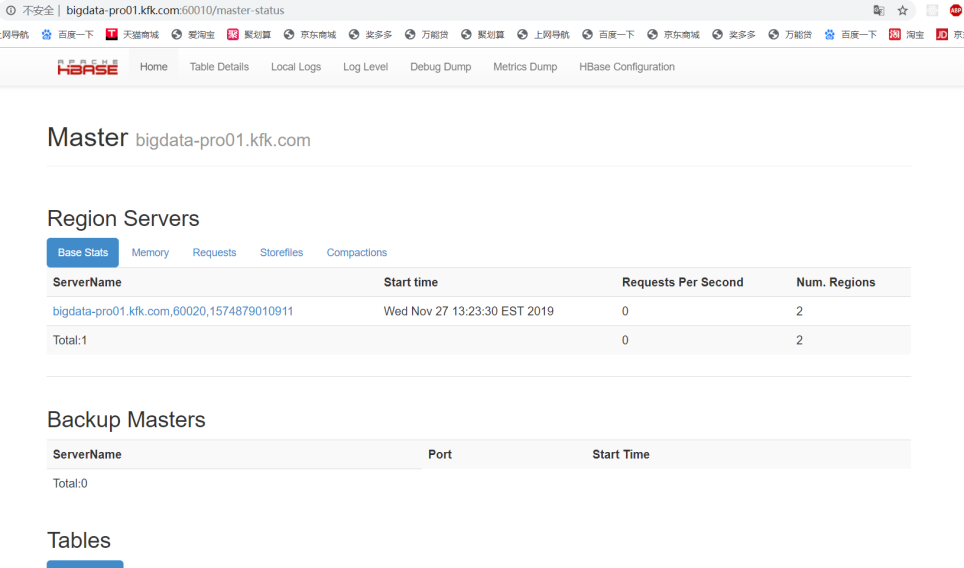 不安全 | bigdata-pro01.kfk.com:60010/master-status ABP
上网导航 百度一下 T 天猫商城 爱淘宝 聚 聚划算 京东商城 奖多多 万能贷 聚划算 上网导航 百度一下 京东商城 奖多多 万能贷 百度一下 淘 淘宝 JD 京
APACHE HBASE Home Table Details Local Logs Log Level Debug Dump Metrics Dump HBase Configuration
Master bigdata-pro01.kfk.com
Region Servers
Base Stats Memory Requests Storefiles Compactions
ServerName Start time Requests Per Second Num. Regions
bigdata-pro01.kfk.com,60020,1574879010911 Wed Nov 27 13:23:30 EST 2019 0 2
Total:1 0 2
Backup Masters
ServerName Port Start Time
Total:0
Tables